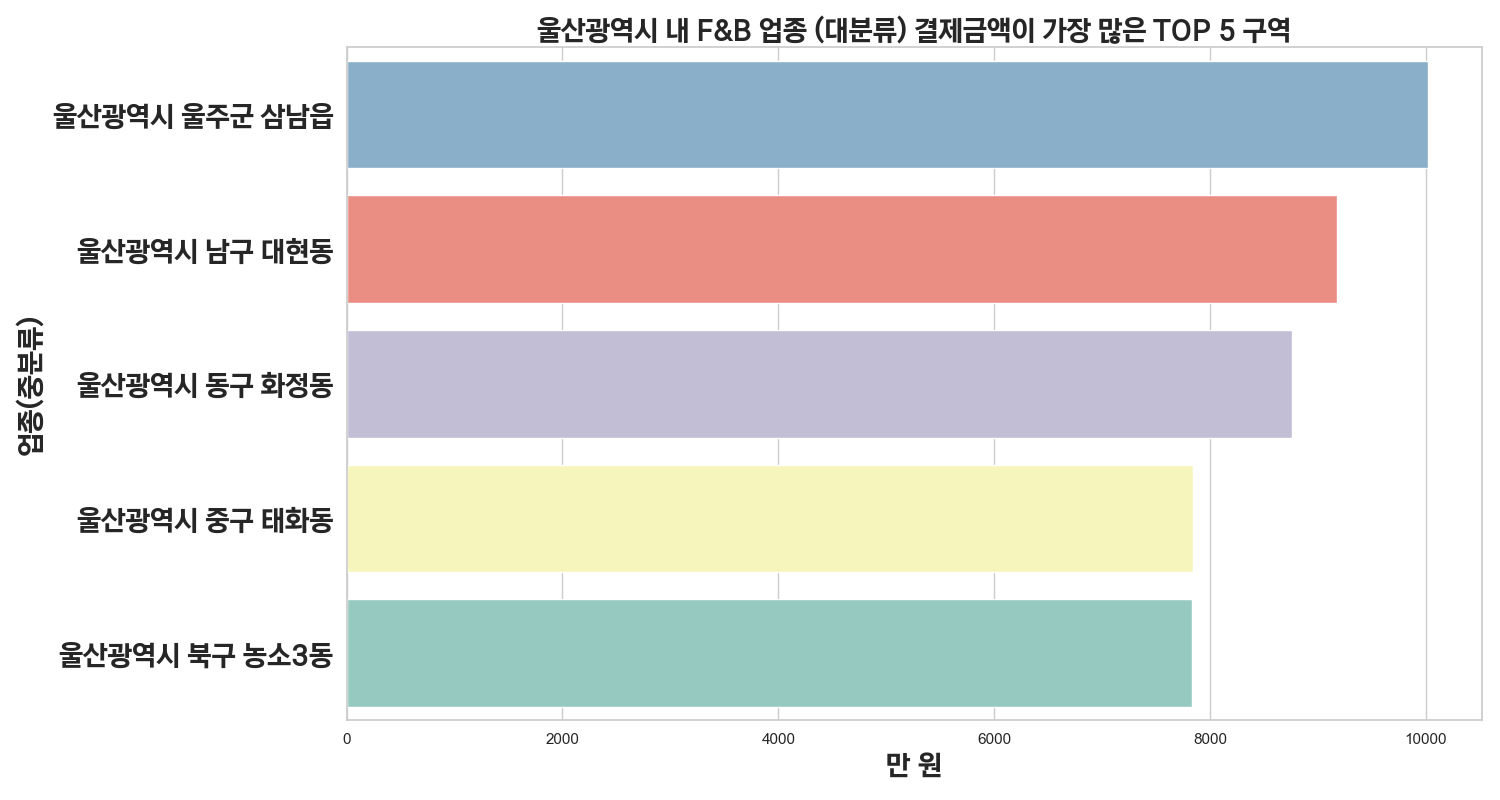 울산광역시 내 F&B 업종 (대분류) 결제금액이 가장 많은 TOP 5 구역
업종(중분류)
울산광역시 울주군 삼남읍
울산광역시 남구 대현동
울산광역시 동구 화정동
울산광역시 중구 태화동
울산광역시 북구 농소3동
0 2000 4000 6000 8000 10000
만 원